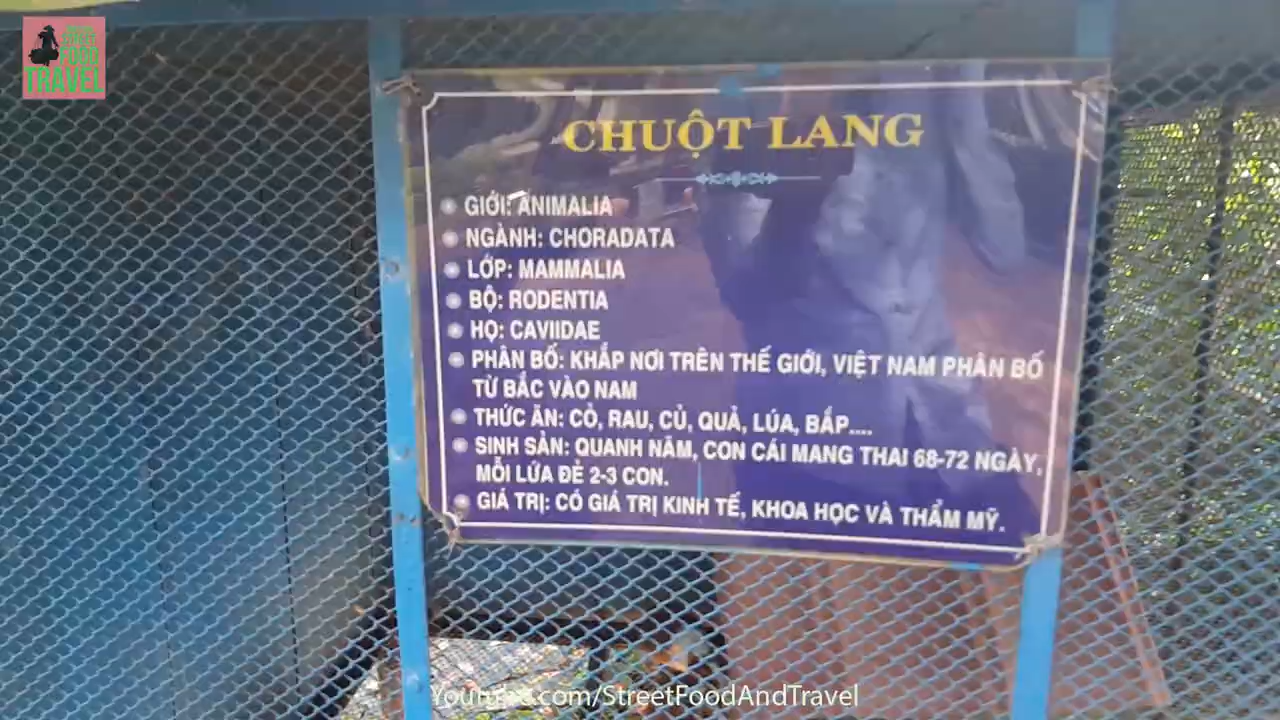 STREET
FOOD
TRAVEL
CHUỘT LANG
GIỚI: ANIMALIA
NGÀNH: CHORADATA
LỚP: MAMMALIA
BỘ: RODENTIA
HỌ: CAVIIDAE
PHÂN BỐ: KHẮP NƠI TRÊN THẾ GIỚI, VIỆT NAM PHÂN BỐ
TỪ BẮC VÀO NAM
THỨC ĂN: CỎ, RAU, CỦ, QUẢ, LÚA, BẮP....
SINH SẢN: QUANH NĂM, CON CÁI MANG THAI 68-72 NGÀY,
MỖI LỨA ĐẺ 2-3 CON.
GIÁ TRỊ: CÓ GIÁ TRỊ KINH TẾ, KHOA HỌC VÀ THẨM MỸ.
Youtube.com/StreetFoodAndTravel